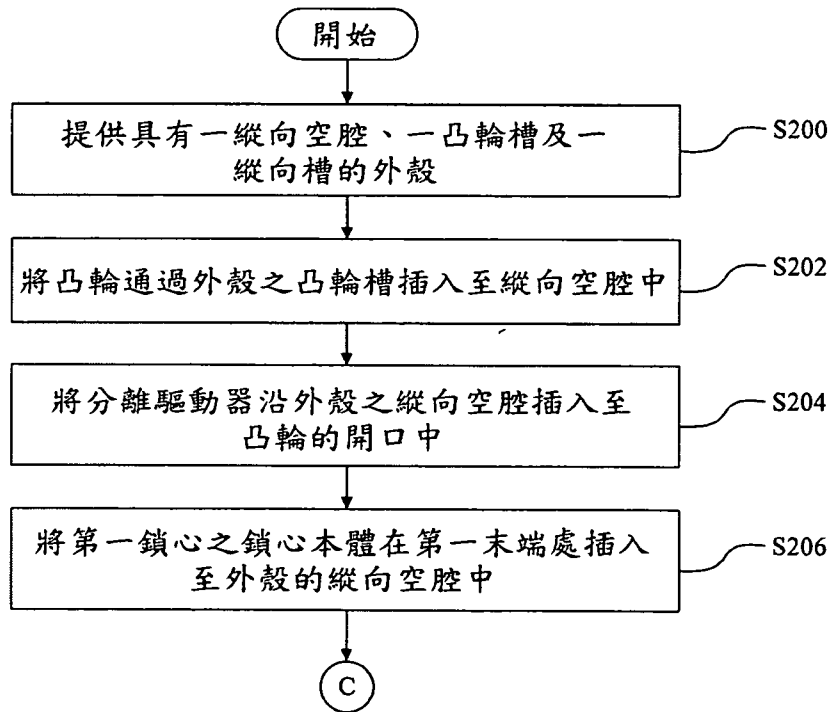 開始
提供具有一縱向空腔、一凸輪槽及一
縱向槽的外殼
S200
將凸輪通過外殼之凸輪槽插入至縱向空腔中
S202
將分離驅動器沿外殼之縱向空腔插入至
凸輪的開口中
S204
將第一鎖心之鎖心本體在第一末端處插入
至外殼的縱向空腔中
S206
C